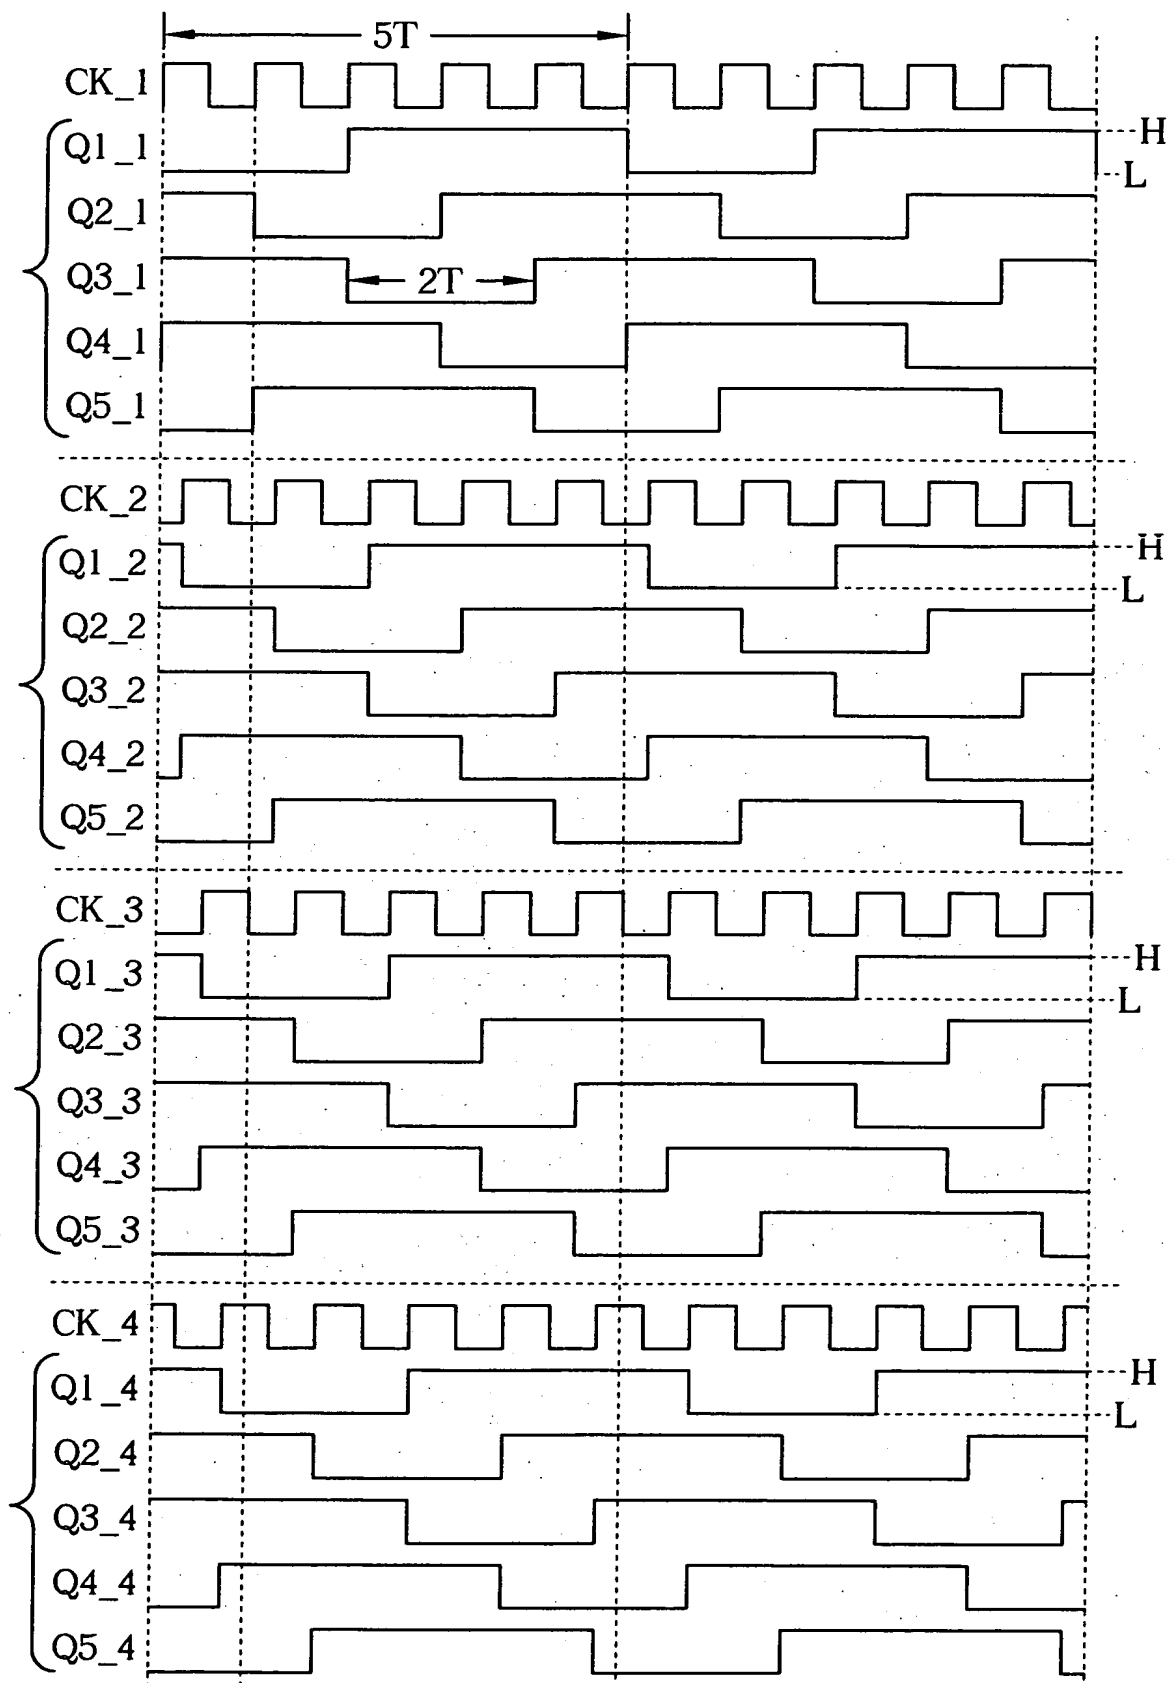 5T
CK_1
Q1_1 H
L
Q2_1
Q3_1 2T
Q4_1
Q5_1
CK_2
Q1_2 H
L
Q2_2
Q3_2
Q4_2
Q5_2
CK_3
Q1_3 H
L
Q2_3
Q3_3
Q4_3
Q5_3
CK_4
Q1_4 H
L
Q2_4
Q3_4
Q4_4
Q5_4